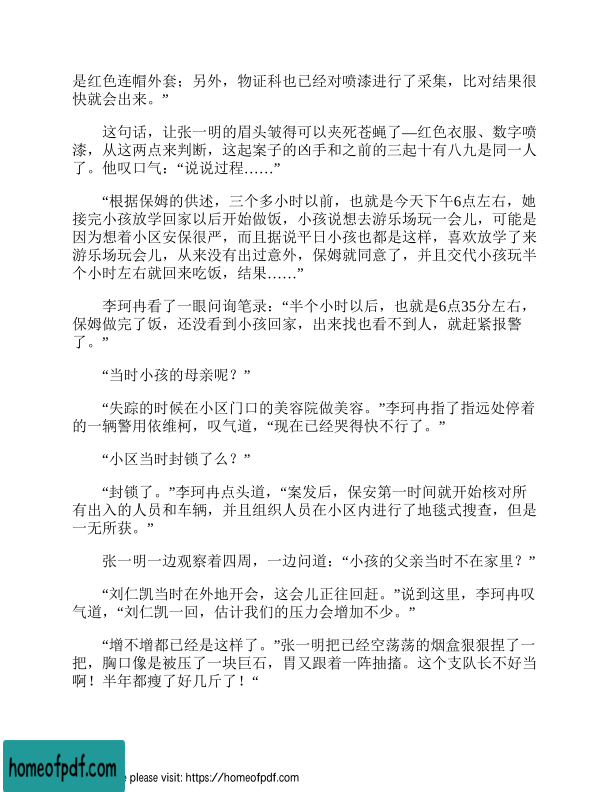 是红色连帽外套；另外，物证科也已经对喷漆进行了采集，比对结果很
快就会出来。”
这句话，让张一明的眉头皱得可以夹死苍蝇了—红色衣服、数字喷
漆，从这两点来判断，这起案子的凶手和之前的三起十有八九是同一人
了。他叹口气：“说说过程……”
“根据保姆的供述，三个多小时以前，也就是今天下午6点左右，她
接完小孩放学回家以后开始做饭，小孩说想去游乐场玩一会儿，可能是
因为想着小区安保很严，而且据说平日小孩也都是这样，喜欢放学了来
游乐场玩会儿，从来没有出过意外，保姆就同意了，并且交代小孩玩半
个小时左右就回来吃饭，结果……”
李珂冉看了一眼问询笔录：“半个小时以后，也就是6点35分左右，
保姆做完了饭，还没看到小孩回家，出来找也看不到人，就赶紧报警
了。”
“当时小孩的母亲呢？”
“失踪的时候在小区门口的美容院做美容。”李珂冉指了指远处停着
的一辆警用依维柯，叹气道，“现在已经哭得快不行了。”
“小区当时封锁了么？”
“封锁了。”李珂冉点头道，“案发后，保安第一时间就开始核对所
有出入的人员和车辆，并且组织人员在小区内进行了地毯式搜查，但是
一无所获。”
张一明一边观察着四周，一边问道：“小孩的父亲当时不在家里？”
“刘仁凯当时在外地开会，这会儿正往回赶。”说到这里，李珂冉叹
气道，“刘仁凯一回，估计我们的压力会增加不少。”
“增不增都已经是这样了。”张一明把已经空荡荡的烟盒狠狠捏了一
把，胸口像是被压了一块巨石，胃又跟着一阵抽搐。这个支队长不好当
啊！半年都瘦了好几斤了！“
homeofpdf.com
e please visit: https://homeofpdf.com